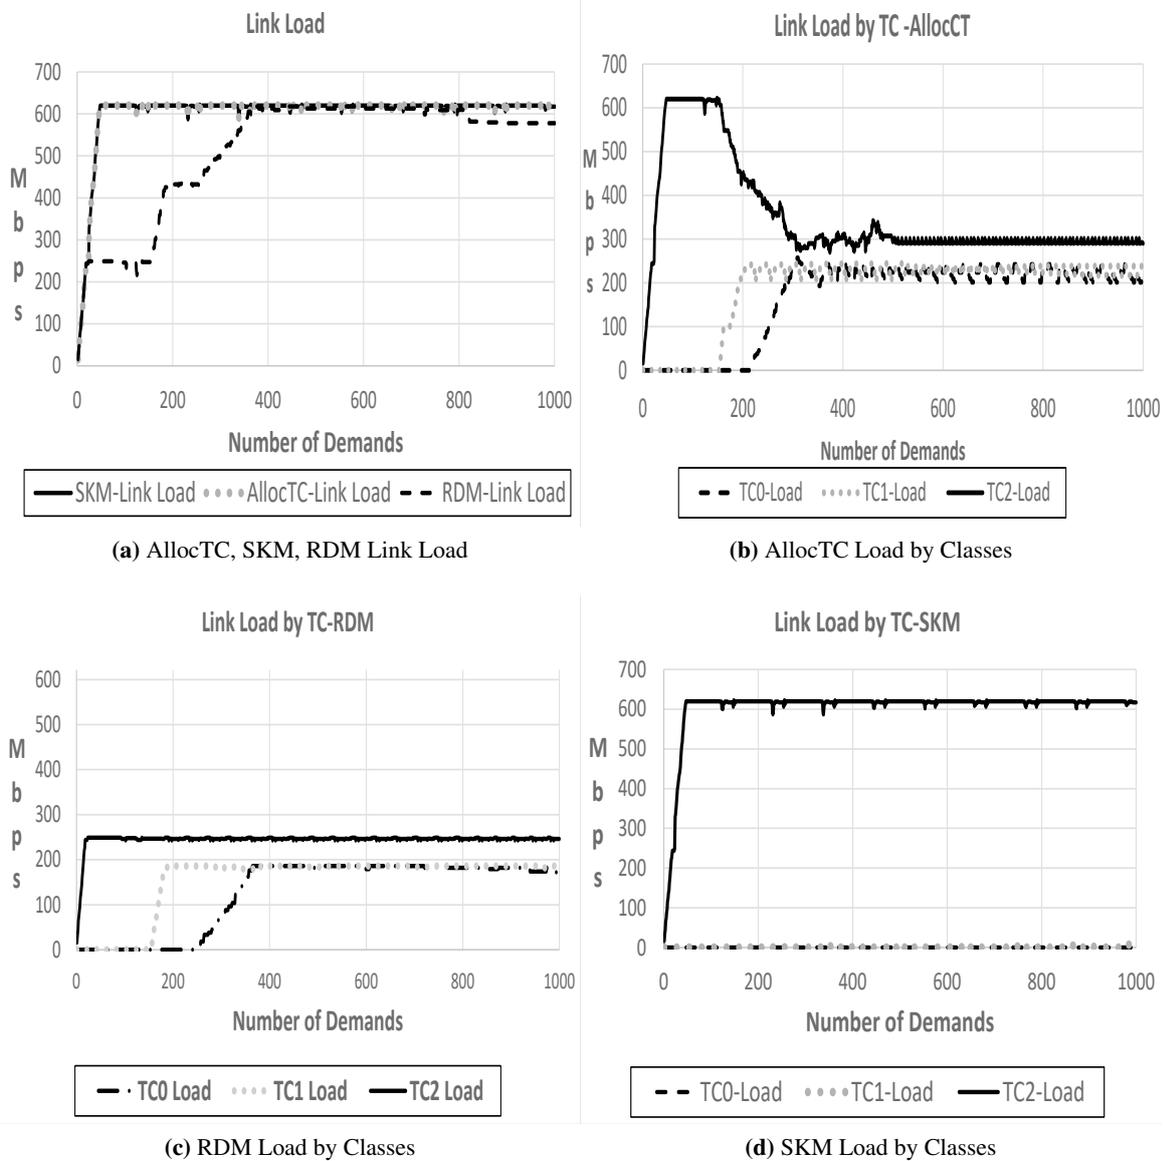 Link Load
700
600
500
400
300
200
100
0
M
b
p
s
0 200 400 600 800 1000
Number of Demands
SKM-Link Load AllocTC-Link Load RDM-Link Load
(a) AllocTC, SKM, RDM Link Load
Link Load by TC -AllocCT
700
600
500
400
300
200
100
0
M
b
p
s
0 200 400 600 800 1000
Number of Demands
TC0-Load TC1-Load TC2-Load
(b) AllocTC Load by Classes
Link Load by TC-RDM
600
500
400
300
200
100
0
M
b
p
s
0 200 400 600 800 1000
Number of Demands
TC0 Load TC1 Load TC2 Load
(c) RDM Load by Classes
Link Load by TC-SKM
700
600
500
400
300
200
100
0
M
b
p
s
0 200 400 600 800 1000
Number of Demands
TC0-Load TC1-Load TC2-Load
(d) SKM Load by Classes